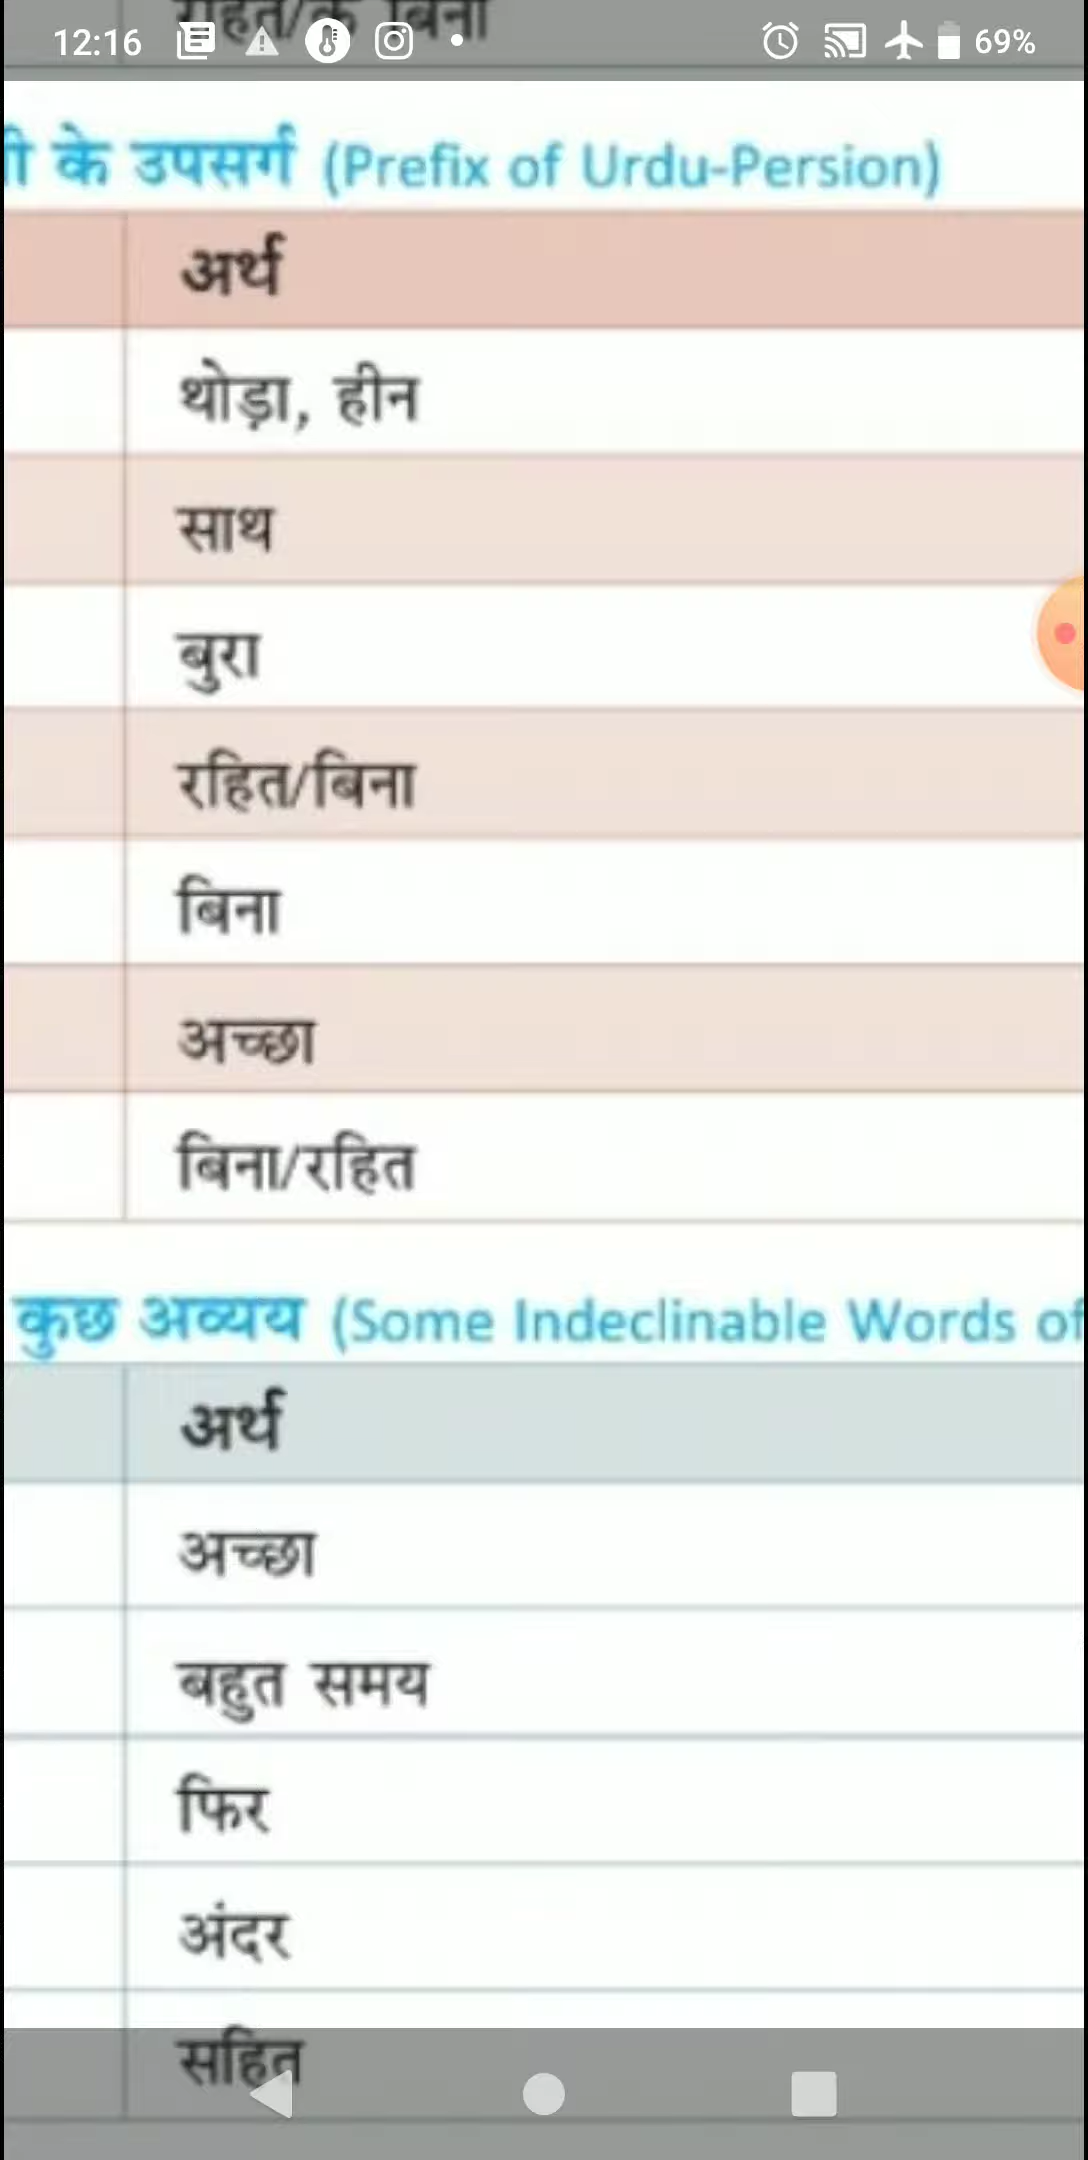 12:16
69%
रहित/के बिना
ी के उपसर्ग (Prefix of Urdu-Persion)
अर्थ
थोड़ा, हीन
साथ
बुरा
रहित/बिना
बिना
अच्छा
बिना/रहित
कुछ अव्यय (Some Indeclinable Words of
अर्थ
अच्छा
बहुत समय
फिर
अंदर
सहित